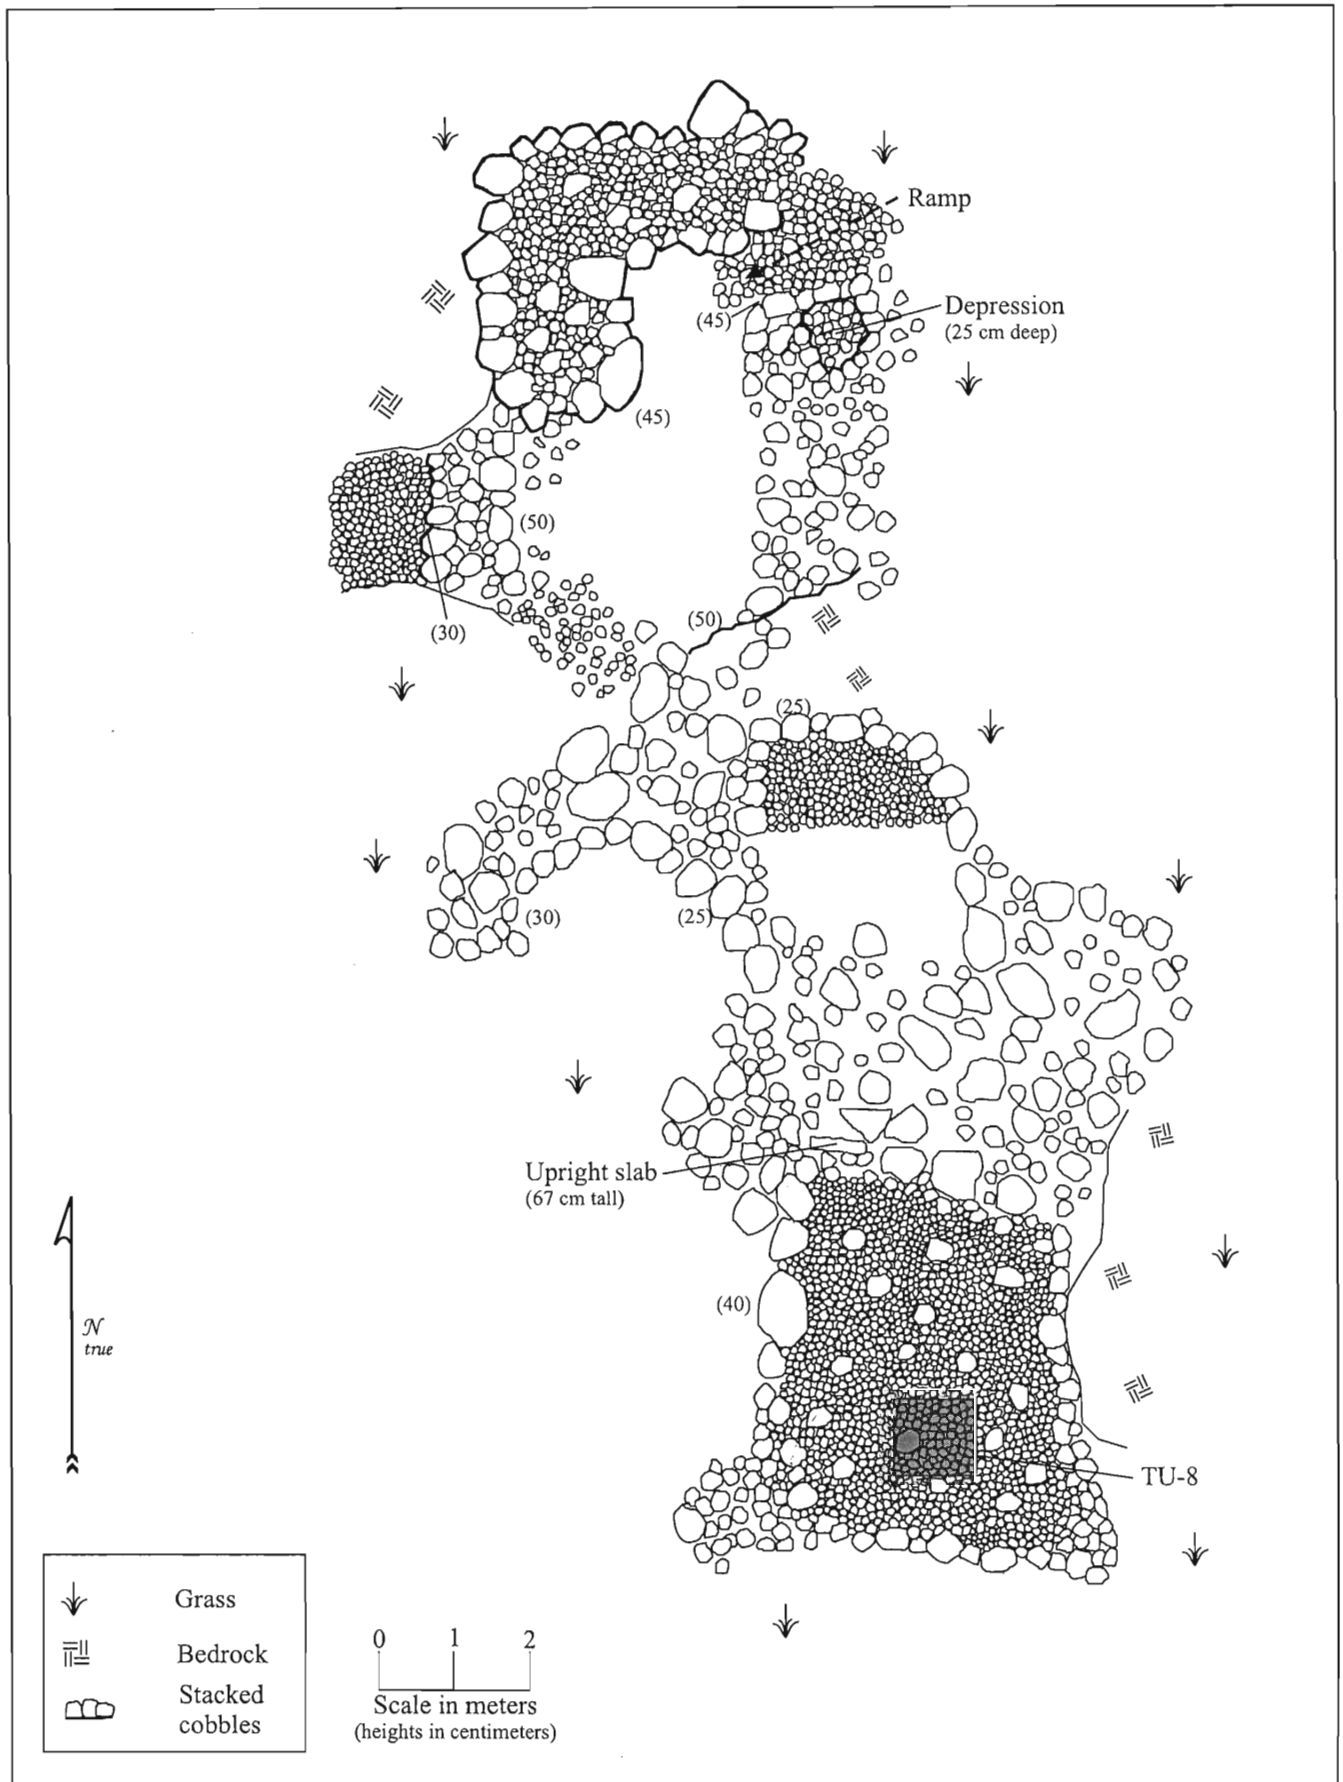 Ramp
Depression
(25 cm deep)
(45)
(45)
(50)
(30)
(50)
(25)
(30)
(25)
Upright slab
(67 cm tall)
(40)
N
true
TU-8
Grass
Bedrock
Stacked
cobbles
0 1 2
Scale in meters
(heights in centimeters)